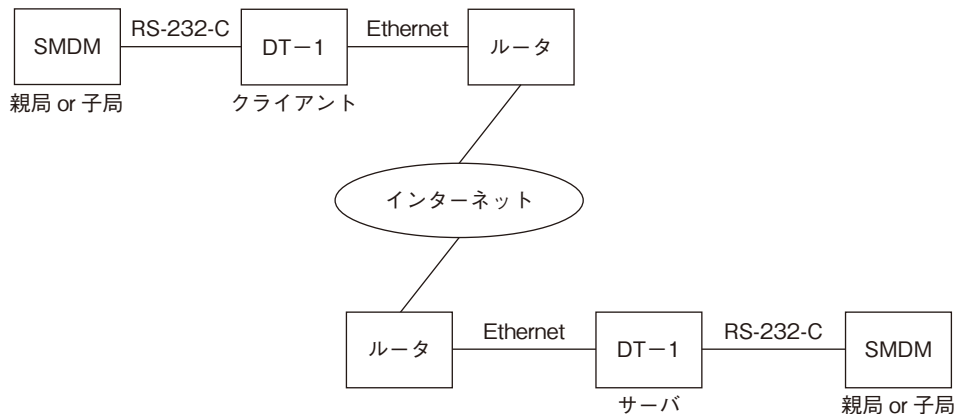 SMDM
RS-232-C
DT－1
Ethernet
ルータ
親局 or 子局
クライアント
インターネット
ルータ
Ethernet
DT－1
RS-232-C
SMDM
サーバ
親局 or 子局